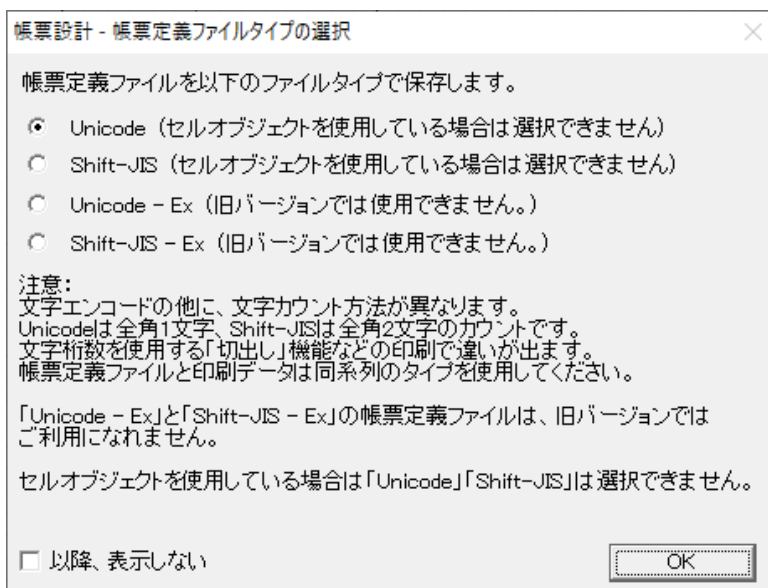 帳票設計 - 帳票定義ファイルタイプの選択
帳票定義ファイルを以下のファイルタイプで保存します。
Unicode（セルオブジェクトを使用している場合は選択できません）
Shift-JIS（セルオブジェクトを使用している場合は選択できません）
Unicode - Ex（旧バージョンでは使用できません。）
Shift-JIS - Ex（旧バージョンでは使用できません。）
注意：
文字エンコードの他に、文字カウント方法が異なります。
Unicodeは全角1文字、Shift-JISは全角2文字のカウントです。
文字桁数を使用する「切出し」機能などの印刷で違いが出ます。
帳票定義ファイルと印刷データは同系列のタイプを使用してください。
「Unicode - Ex」と「Shift-JIS - Ex」の帳票定義ファイルは、旧バージョンでは
ご利用になれません。
セルオブジェクトを使用している場合は「Unicode」「Shift-JIS」は選択できません。
以降、表示しない
OK